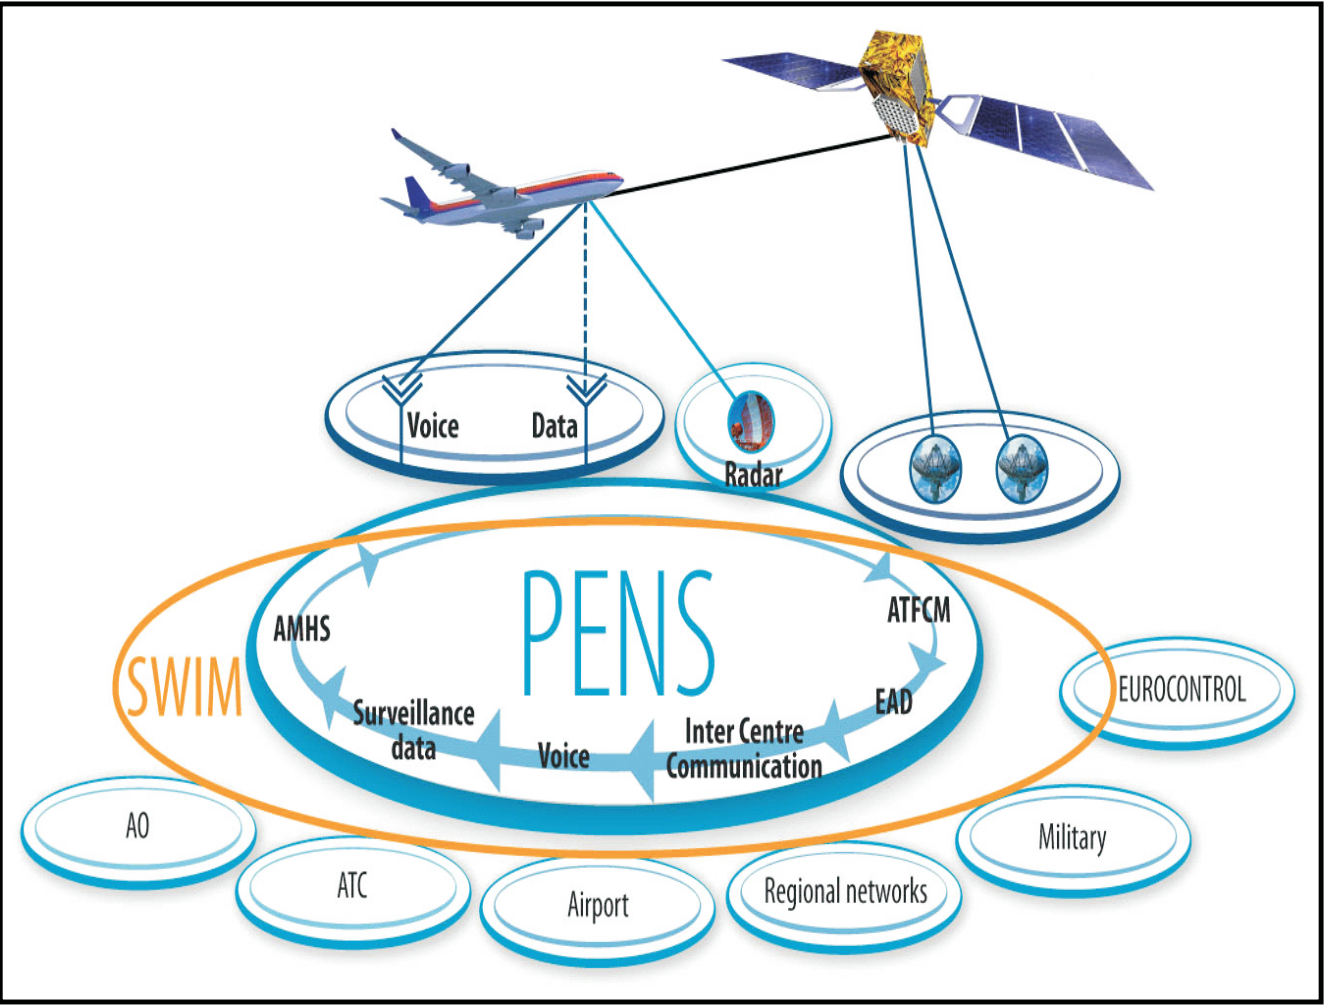 Voice
Data
Radar
PENS
AMHS
ATFCM
SWIM
EUROCONTROL
EAD
Surveillance
data
Voice
Inter Centre
Communication
AO
ATC
Airport
Regional networks
Military